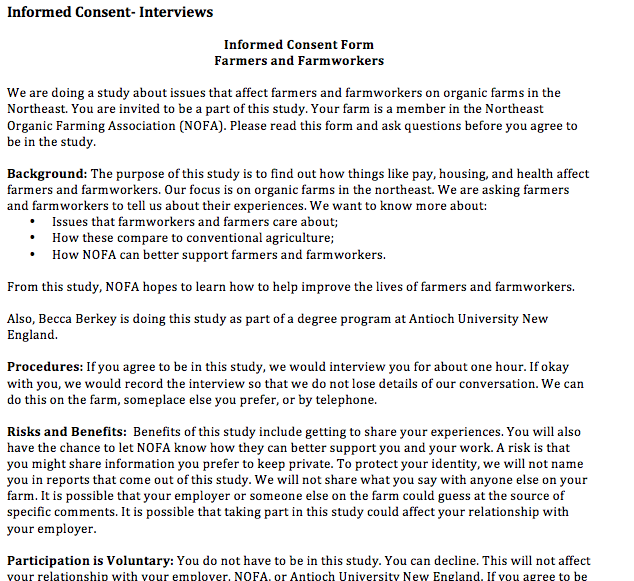 Informed Consent- Interviews
Informed Consent Form
Farmers and Farmworkers
We are doing a study about issues that affect farmers and farmworkers on organic farms in the
Northeast. You are invited to be a part of this study. Your farm is a member in the Northeast
Organic Farming Association (NOFA). Please read this form and ask questions before you agree to
be in the study.
Background: The purpose of this study is to find out how things like pay, housing, and health affect
farmers and farmworkers. Our focus is on organic farms in the northeast. We are asking farmers
and farmworkers to tell us about their experiences. We want to know more about:
• Issues that farmworkers and farmers care about;
• How these compare to conventional agriculture;
• How NOFA can better support farmers and farmworkers.
From this study, NOFA hopes to learn how to help improve the lives of farmers and farmworkers.
Also, Becca Berkey is doing this study as part of a degree program at Antioch University New
England.
Procedures: If you agree to be in this study, we would interview you for about one hour. If okay
with you, we would record the interview so that we do not lose details of our conversation. We can
do this on the farm, someplace else you prefer, or by telephone.
Risks and Benefits: Benefits of this study include getting to share your experiences. You will also
have the chance to let NOFA know how they can better support you and your work. A risk is that
you might share information you prefer to keep private. To protect your identity, we will not name
you in reports that come out of this study. We will not share what you say with anyone else on your
farm. It is possible that your employer or someone else on the farm could guess at the source of
specific comments. It is possible that taking part in this study could affect your relationship with
your employer.
Participation is Voluntary: You do not have to be in this study. You can decline. This will not affect
your relationship with your employer, NOFA, or Antioch University New England. If you agree to be